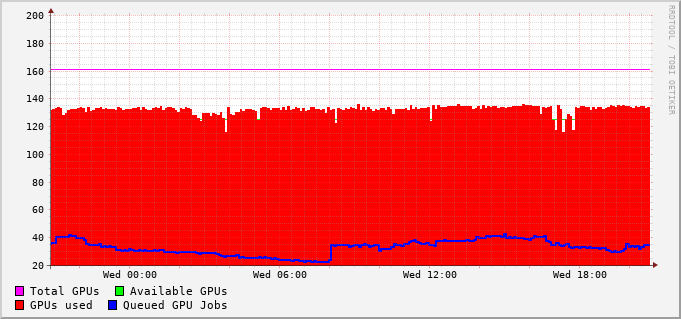 200
180
160
140
120
100
80
60
40
20
Wed 00:00 Wed 06:00 Wed 12:00 Wed 18:00
Total GPUs Available GPUs
GPUs used Queued GPU Jobs
RRDTOOL / TOBI OETIKER